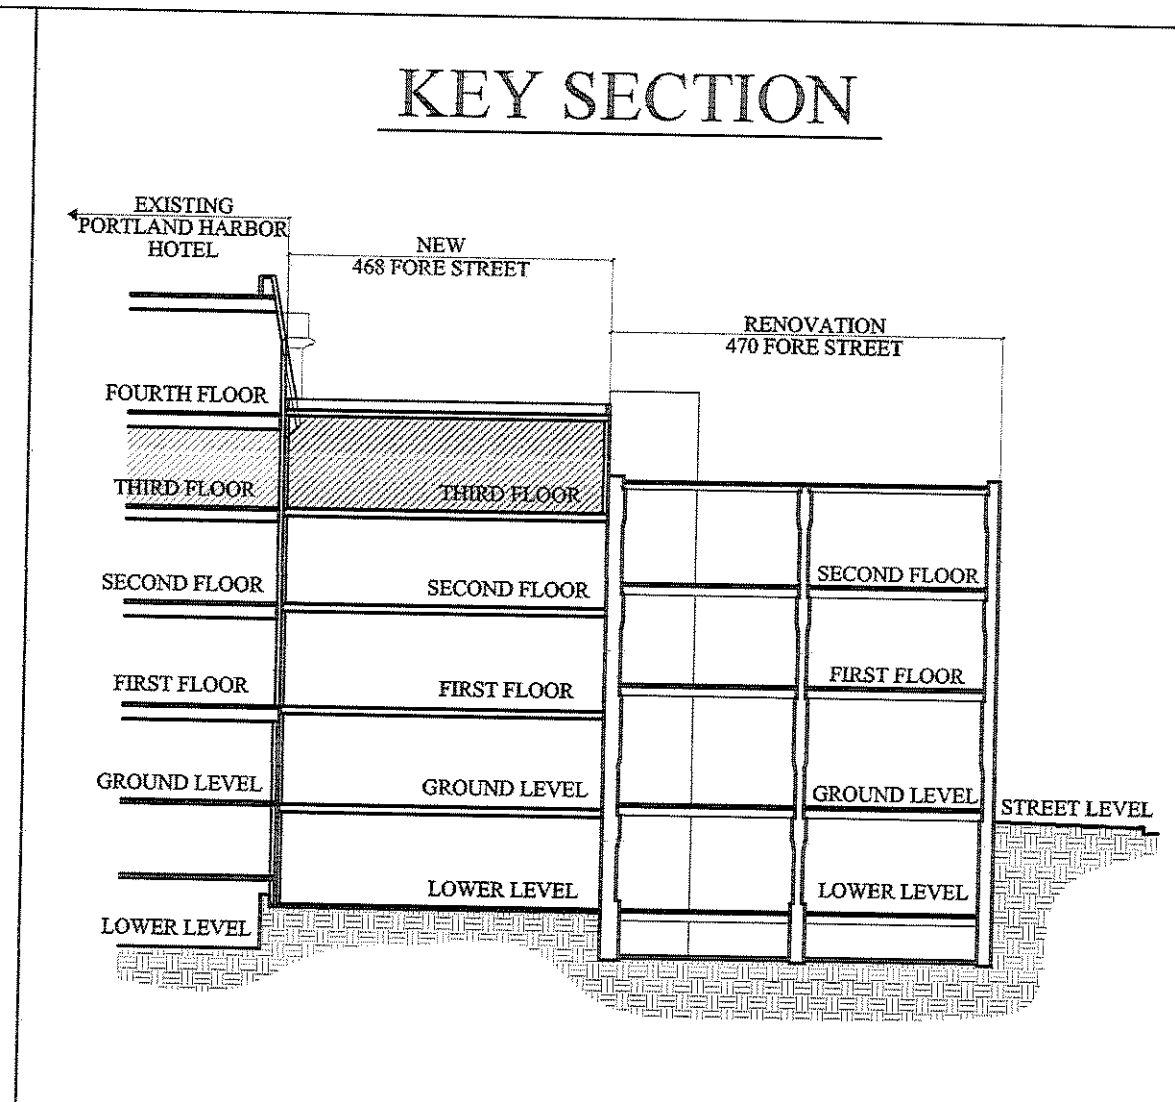 KEY SECTION
EXISTING
PORTLAND HARBOR
HOTEL
NEW
468 FORE STREET
RENOVATION
470 FORE STREET
FOURTH FLOOR
THIRD FLOOR
THIRD FLOOR
SECOND FLOOR
SECOND FLOOR
SECOND FLOOR
FIRST FLOOR
FIRST FLOOR
FIRST FLOOR
GROUND LEVEL
GROUND LEVEL
GROUND LEVEL
STREET LEVEL
LOWER LEVEL
LOWER LEVEL
LOWER LEVEL